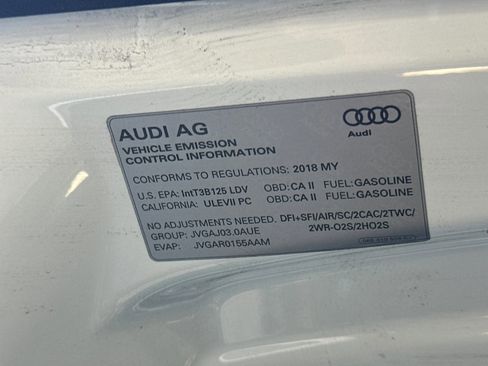 AUDI AG
Audi
VEHICLE EMISSION
CONTROL INFORMATION
CONFORMS TO REGULATIONS: 2018 MY
U.S. EPA: IntT3B125 LDV OBD:CA II FUEL:GASOLINE
CALIFORNIA: ULEVII PC OBD:CA II FUEL:GASOLINE
NO ADJUSTMENTS NEEDED. DFI+SFI/AIR/SC/2CAC/2TWC/
GROUP: JVGAJ03.0AUE 2WR-O2S/2HO2S
EVAP: JVGAR0155AAM